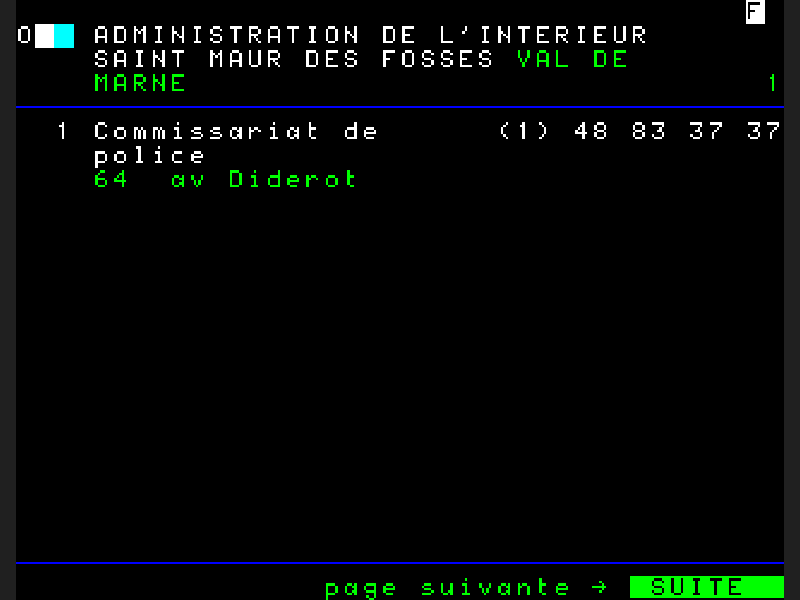 F
0 ADMINISTRATION DE L'INTERIEUR
SAINT MAUR DES FOSSES VAL DE
MARNE 1
1 Commissariat de (1) 48 83 37 37
police
64 av Diderot
page suivante → SUITE